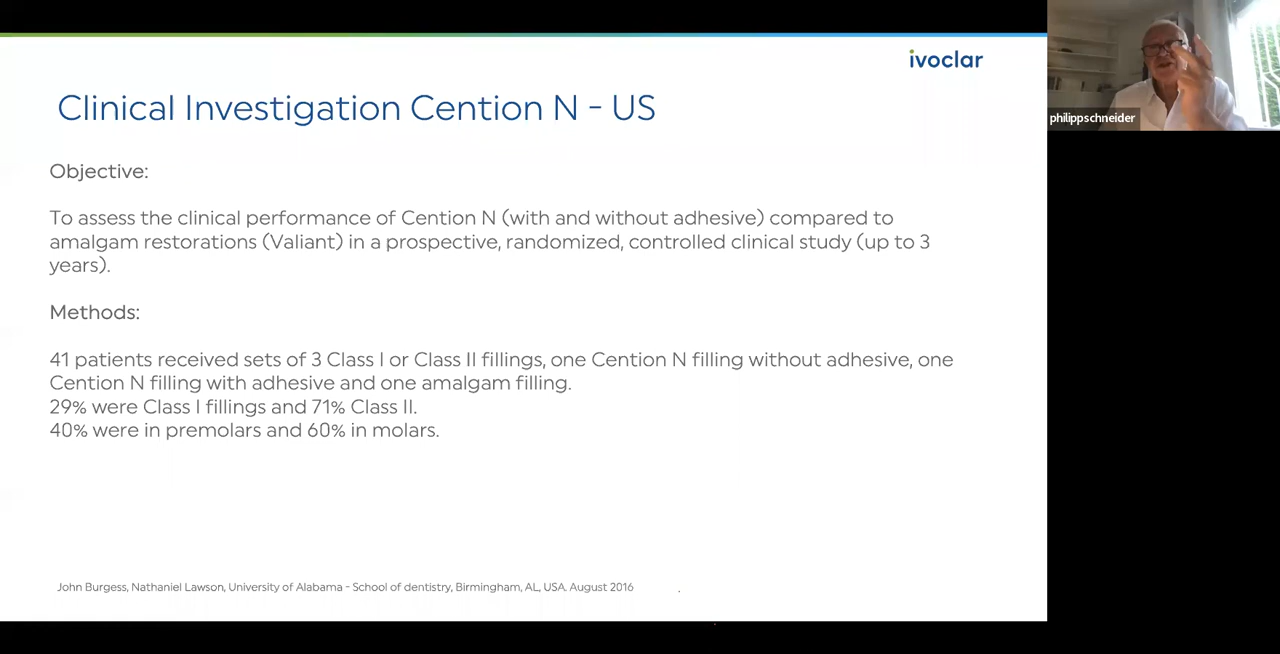 ivoclar
philippschneider
Clinical Investigation Cention N - US
Objective:
To assess the clinical performance of Cention N (with and without adhesive) compared to
amalgam restorations (Valiant) in a prospective, randomized, controlled clinical study (up to 3
years).
Methods:
41 patients received sets of 3 Class I or Class II fillings, one Cention N filling without adhesive, one
Cention N filling with adhesive and one amalgam filling.
29% were Class I fillings and 71% Class II.
40% were in premolars and 60% in molars.
John Burgess, Nathaniel Lawson, University of Alabama - School of dentistry, Birmingham, AL, USA. August 2016